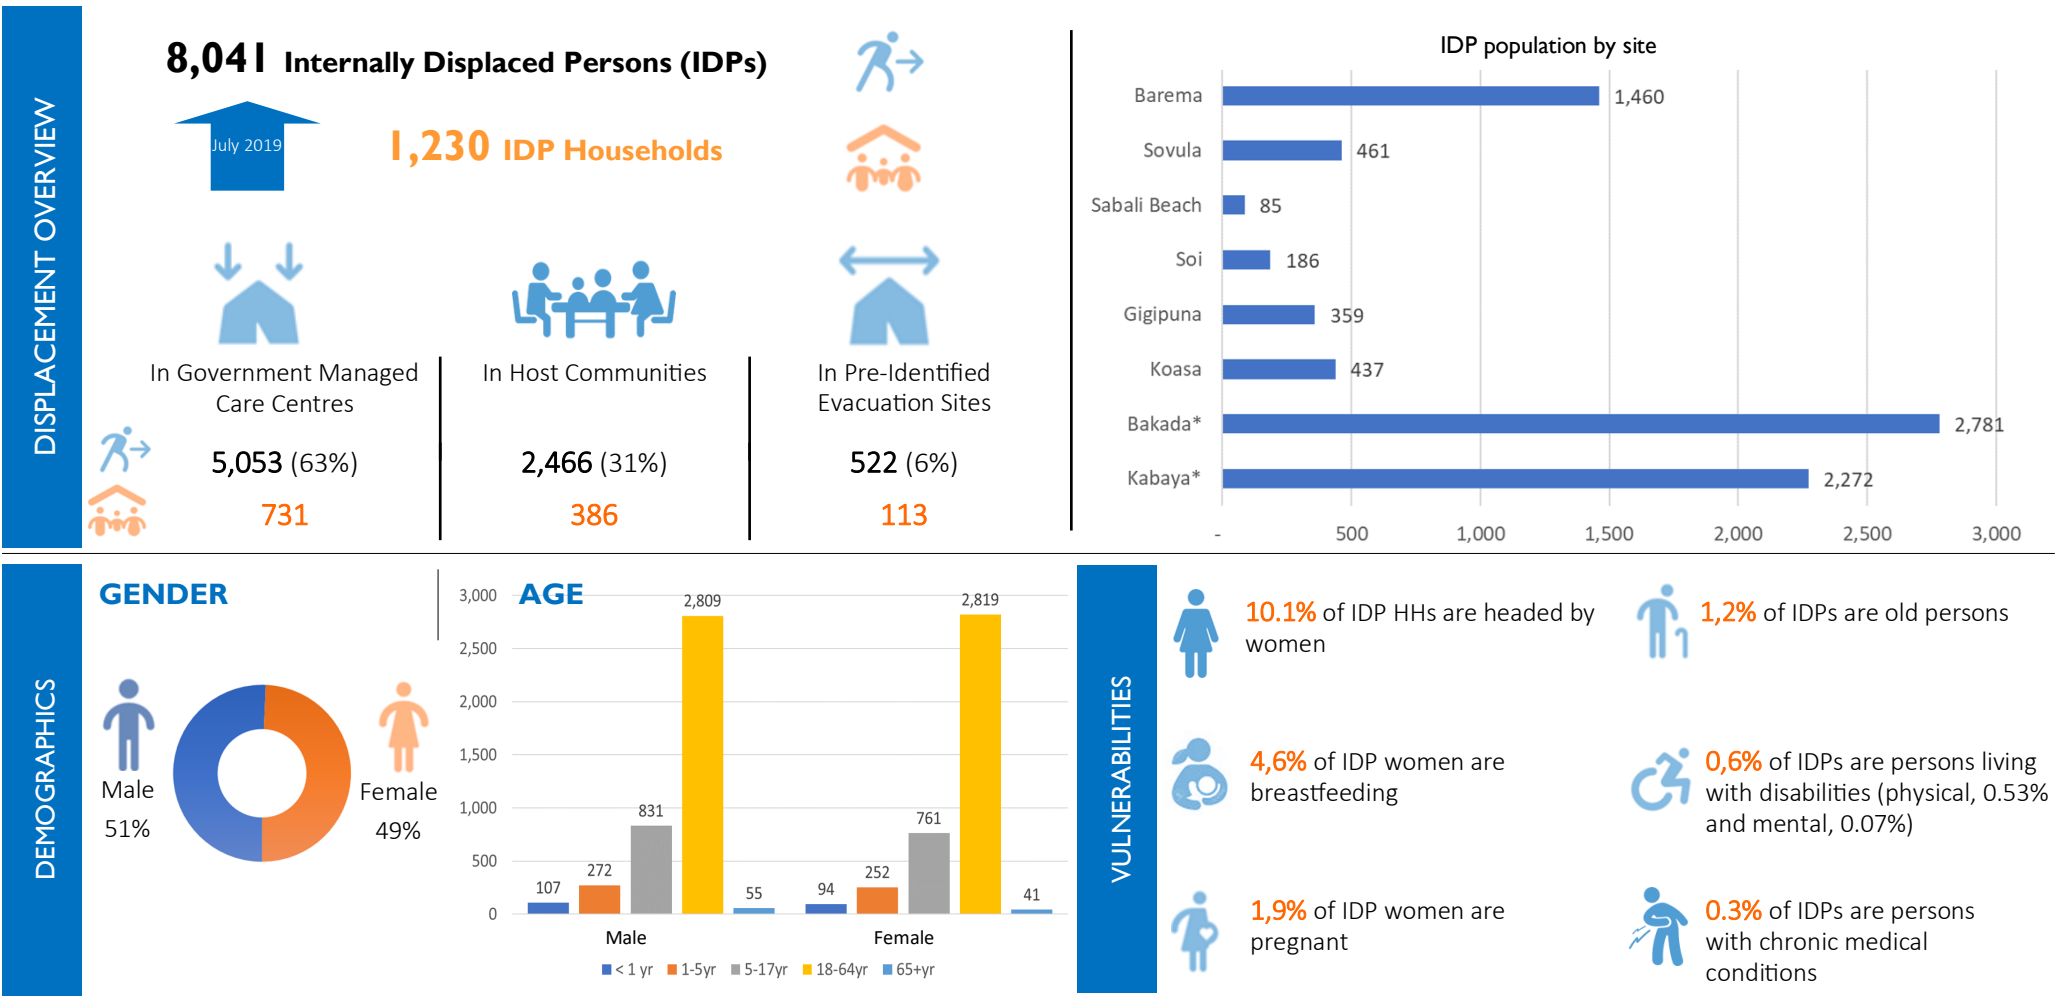 DISPLACEMENT OVERVIEW
8,041 Internally Displaced Persons (IDPs)
July 2019
1,230 IDP Households
In Government Managed
Care Centres
5,053 (63%)
731
In Host Communities
2,466 (31%)
386
In Pre-Identified
Evacuation Sites
522 (6%)
113
IDP population by site
Barema 1,460
Sovula 461
Sabali Beach 85
Soi 186
Gigipuna 359
Koasa 437
Bakada* 2,781
Kabaya* 2,272
- 500 1,000 1,500 2,000 2,500 3,000
DEMOGRAPHICS
GENDER
Male
51%
Female
49%
AGE
3,000
2,500
2,000
1,500
1,000
500
0
107 272 831 2,809 55
94 252 761 2,819 41
Male Female
< 1 yr 1-5yr 5-17yr 18-64yr 65+yr
VULNERABILITIES
10.1% of IDP HHs are headed by
women
1,2% of IDPs are old persons
4,6% of IDP women are
breastfeeding
0,6% of IDPs are persons living
with disabilities (physical, 0.53%
and mental, 0.07%)
1,9% of IDP women are
pregnant
0.3% of IDPs are persons
with chronic medical
conditions